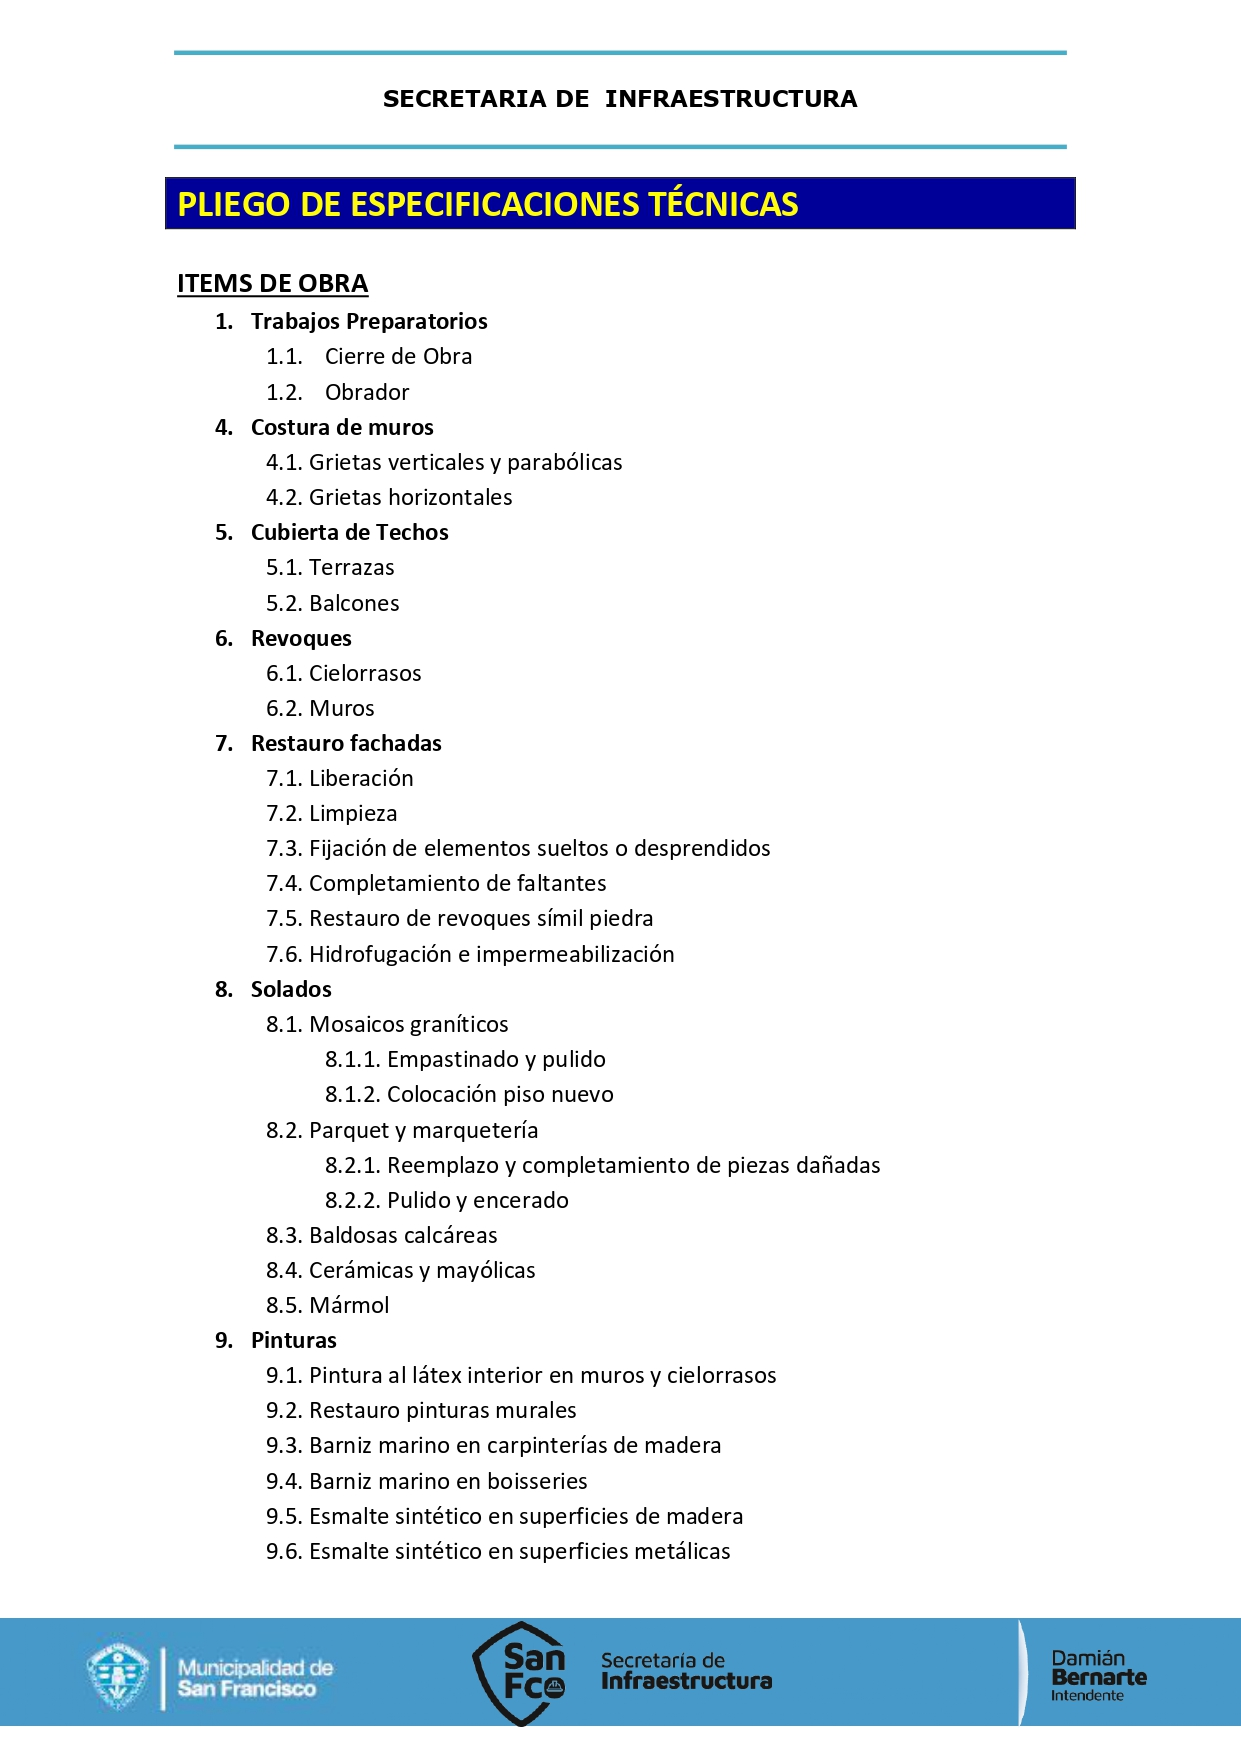 SECRETARIA DE  INFRAESTRUCTURA
PLIEGO DE ESPECIFICACIONES TÉCNICAS
ITEMS DE OBRA
1. Trabajos Preparatorios
1.1. Cierre de Obra
1.2. Obrador
4. Costura de muros
4.1. Grietas verticales y parabólicas
4.2. Grietas horizontales
5. Cubierta de Techos
5.1. Terrazas
5.2. Balcones
6. Revoques
6.1. Cielorrasos
6.2. Muros
7. Restauro fachadas
7.1. Liberación
7.2. Limpieza
7.3. Fijación de elementos sueltos o desprendidos
7.4. Completamiento de faltantes
7.5. Restauro de revoques símil piedra
7.6. Hidrofugación e impermeabilización
8. Solados
8.1. Mosaicos graníticos
8.1.1. Empastinado y pulido
8.1.2. Colocación piso nuevo
8.2. Parquet y marquetería
8.2.1. Reemplazo y completamiento de piezas dañadas
8.2.2. Pulido y encerado
8.3. Baldosas calcáreas
8.4. Cerámicas y mayólicas
8.5. Mármol
9. Pinturas
9.1. Pintura al látex interior en muros y cielorrasos
9.2. Restauro pinturas murales
9.3. Barniz marino en carpinterías de madera
9.4. Barniz marino en boisseries
9.5. Esmalte sintético en superficies de madera
9.6. Esmalte sintético en superficies metálicas
Municipalidad de
San Francisco
San
Fco
Secretaría de
Infraestructura
Damián
Bernarte
Intendente